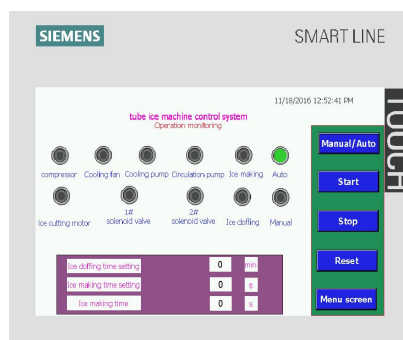 SIEMENS
SMART LINE
TOUCH
11/18/2016 12:52:41 PM
tube ice machine control system
Operation monitoring
compressor Cooling fan Cooling pump Circulation pump Ice making Auto
Ice cutting motor 1# solenoid valve 2# solenoid valve Ice doffing Manual
Ice doffing time setting 0 min
Ice making time setting 0 s
Ice making time 0 s
Manual/Auto
Start
Stop
Reset
Menu screen